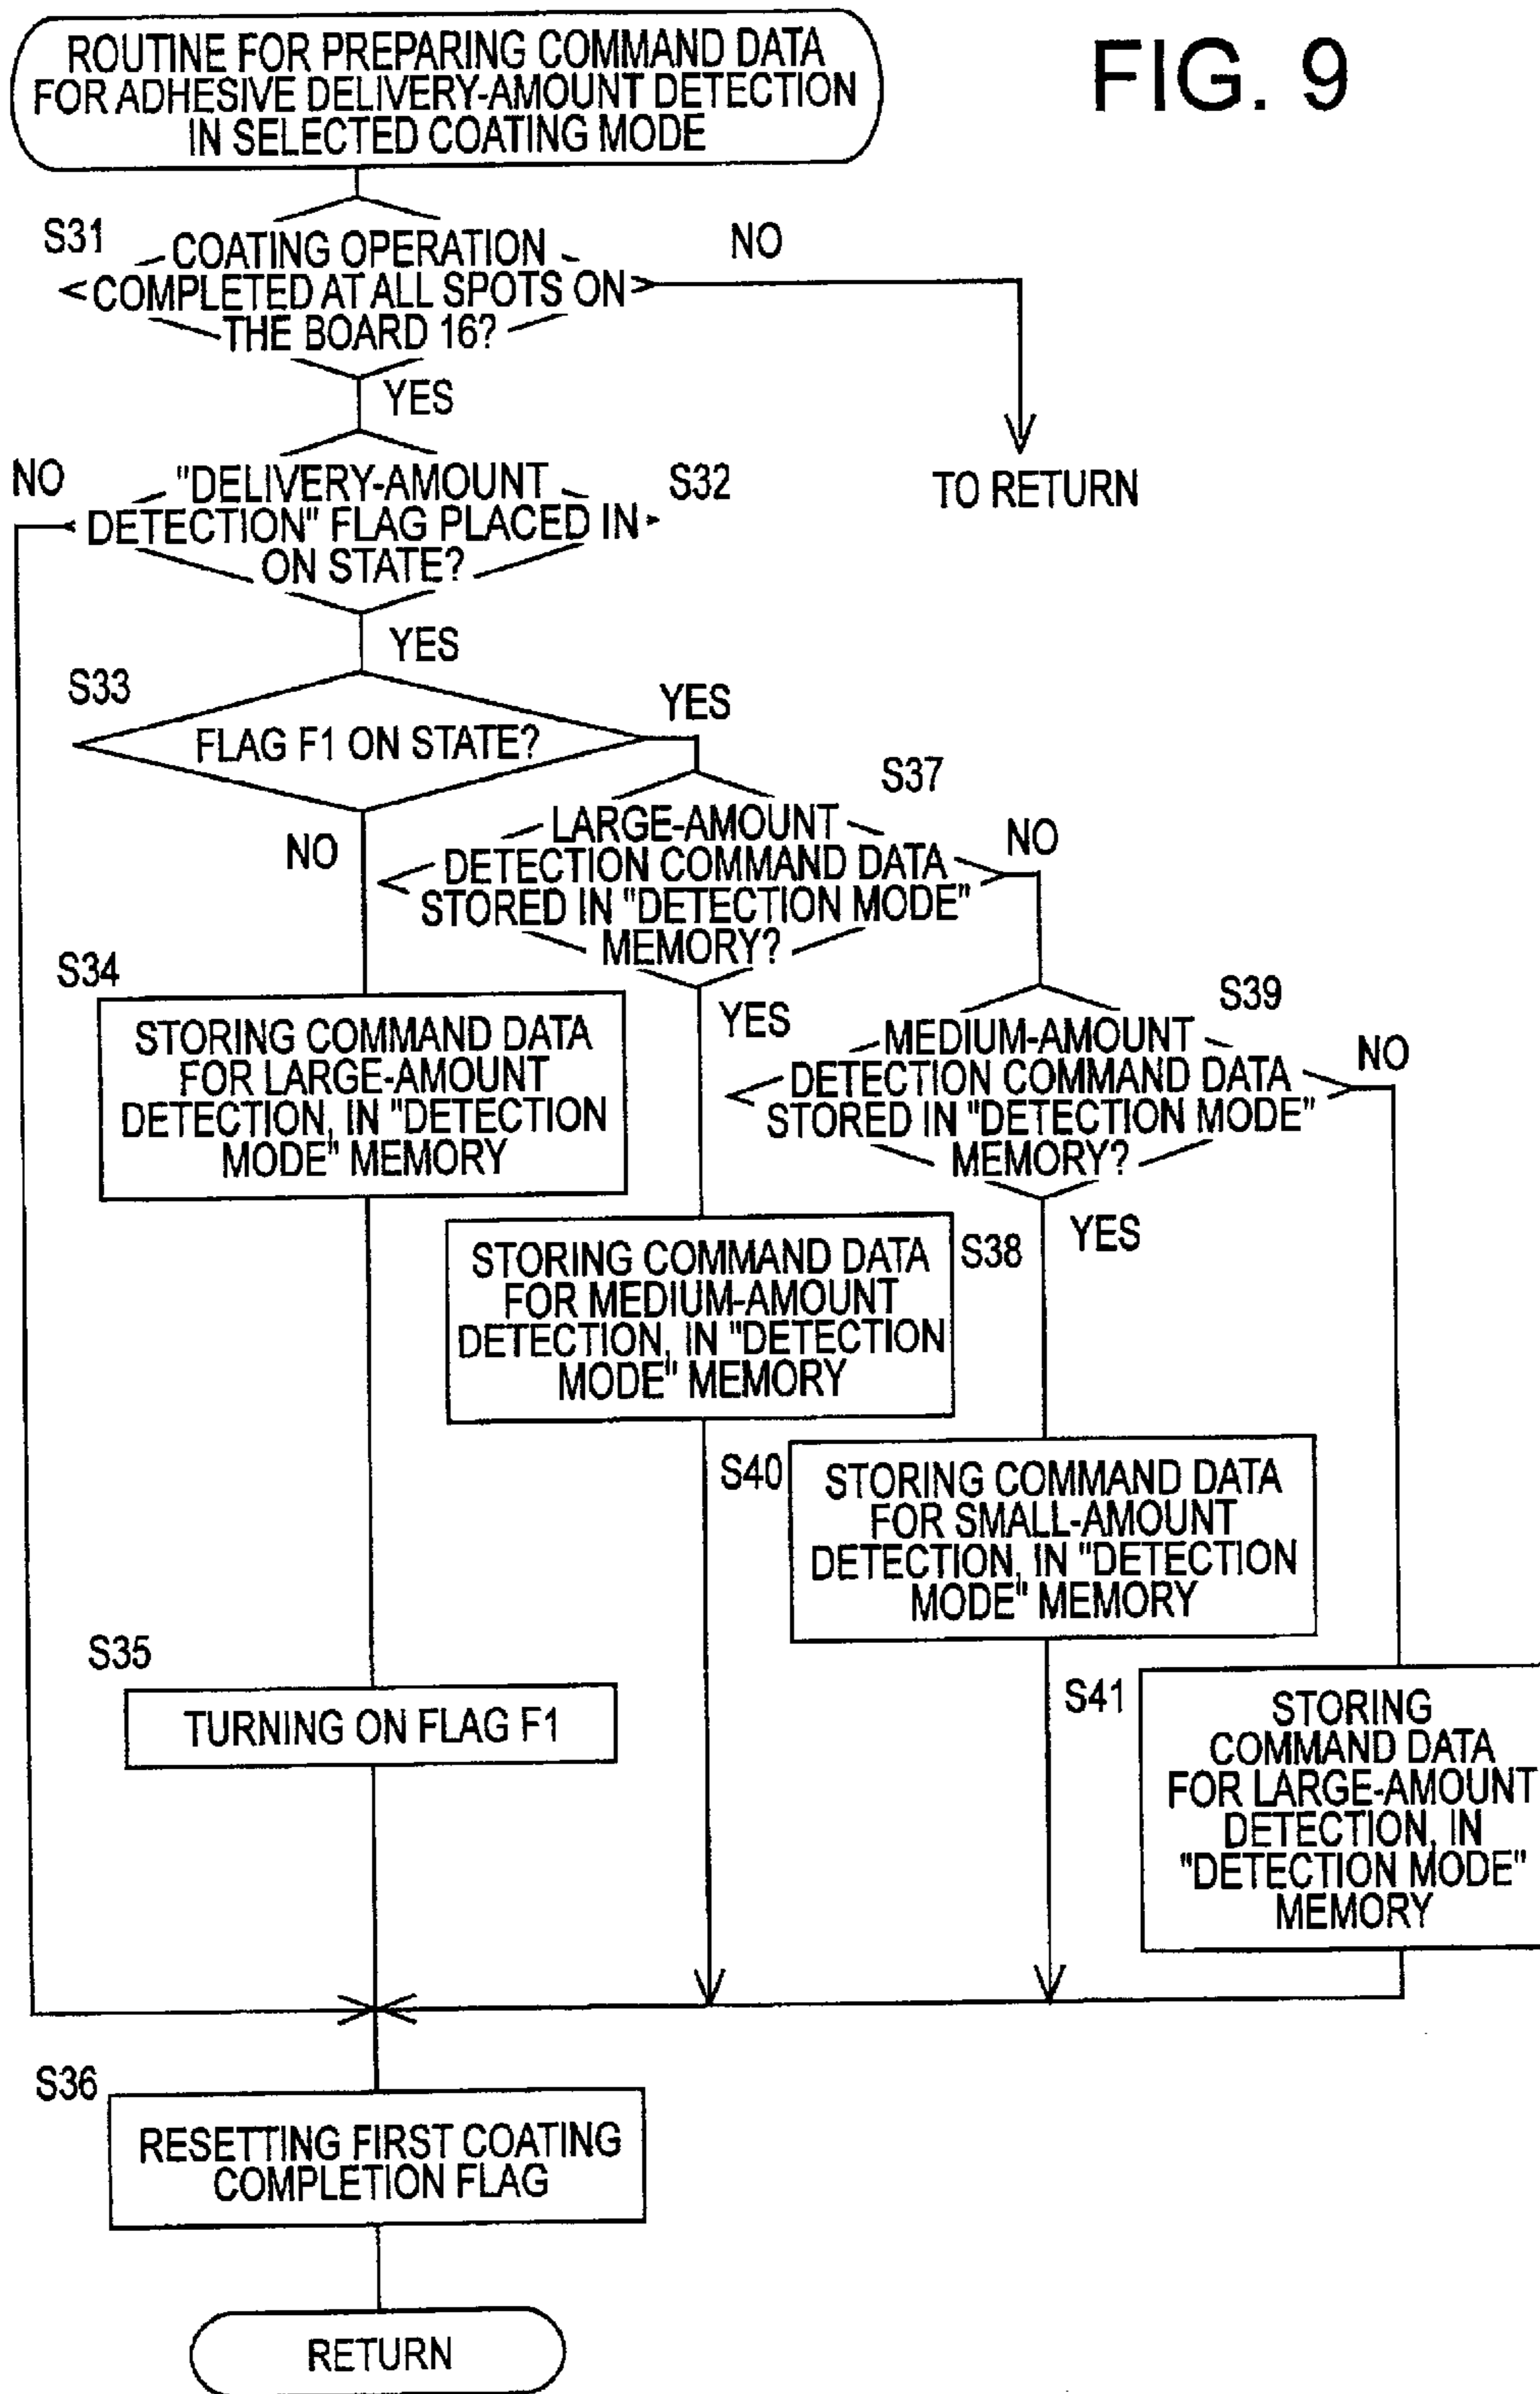 FIG. 9
ROUTINE FOR PREPARING COMMAND DATA
FOR ADHESIVE DELIVERY-AMOUNT DETECTION
IN SELECTED COATING MODE
S31
COATING OPERATION
COMPLETED AT ALL SPOTS ON
THE BOARD 16?
NO
TO RETURN
YES
NO
"DELIVERY-AMOUNT
DETECTION" FLAG PLACED IN
ON STATE?
S32
YES
S33
FLAG F1 ON STATE?
YES
NO
S37
LARGE-AMOUNT
DETECTION COMMAND DATA
STORED IN "DETECTION MODE"
MEMORY?
NO
YES
S34
STORING COMMAND DATA
FOR LARGE-AMOUNT
DETECTION, IN "DETECTION
MODE" MEMORY
S39
MEDIUM-AMOUNT
DETECTION COMMAND DATA
STORED IN "DETECTION MODE"
MEMORY?
NO
YES
STORING COMMAND DATA
FOR MEDIUM-AMOUNT
DETECTION, IN "DETECTION
MODE" MEMORY
S38
S40
STORING COMMAND DATA
FOR SMALL-AMOUNT
DETECTION, IN "DETECTION
MODE" MEMORY
S35
TURNING ON FLAG F1
S41
STORING
COMMAND DATA
FOR LARGE-AMOUNT
DETECTION, IN
"DETECTION MODE"
MEMORY
S36
RESETTING FIRST COATING
COMPLETION FLAG
RETURN